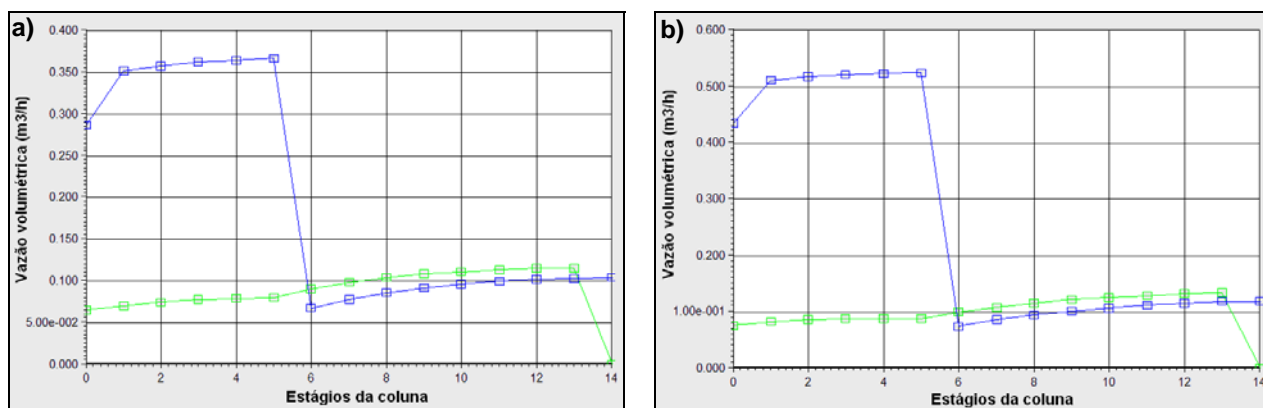 a)
Vazão volumétrica (m3/h)
0.400
0.350
0.300
0.250
0.200
0.150
0.100
5.00e-002
0.000
0 2 4 6 8 10 12 14
Estágios da coluna
b)
Vazão volumétrica (m3/h)
0.600
0.500
0.400
0.300
0.200
1.00e-001
0.000
0 2 4 6 8 10 12 14
Estágios da coluna